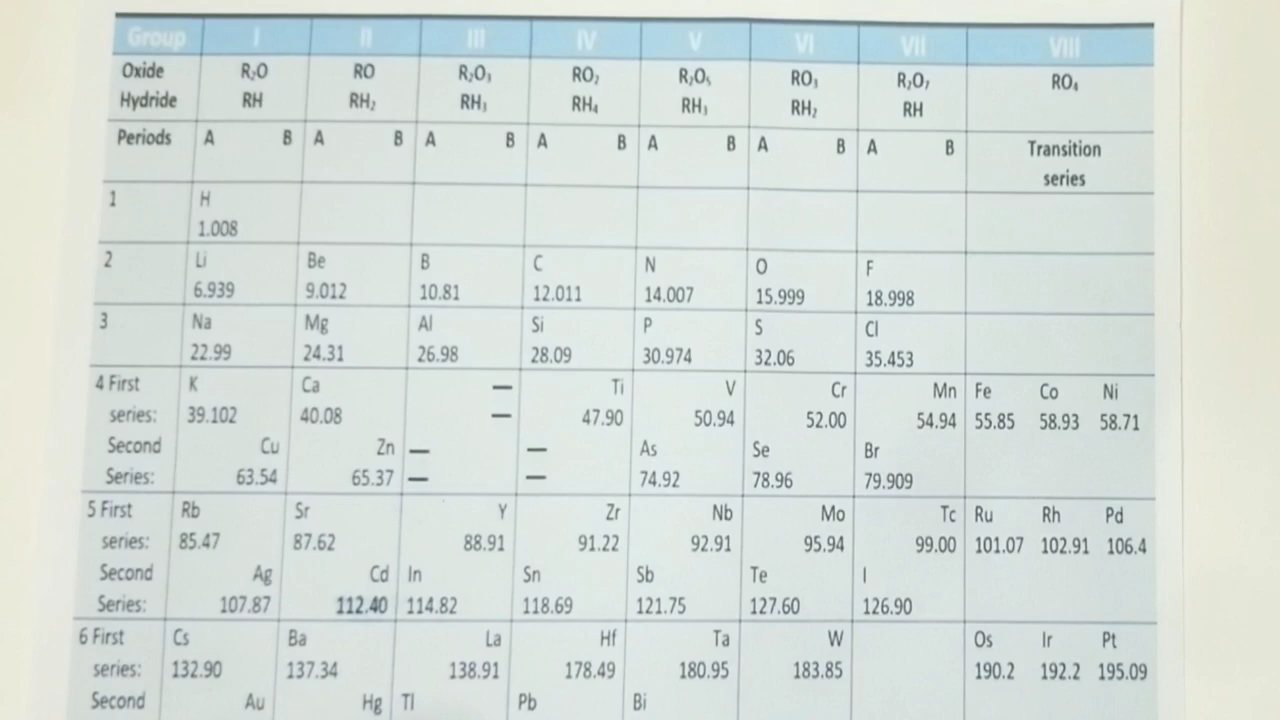 Group I II III IV V VI VII VIII
Oxide R₂O RO R₂O₃ RO₂ R₂O₅ RO₃ R₂O₇ RO₄
Hydride RH RH₂ RH₃ RH₄ RH₃ RH₂ RH
Periods A B A B A B A B A B A B A B Transition
series
1 H
1.008
2 Li Be B C N O F
6.939 9.012 10.81 12.011 14.007 15.999 18.998
3 Na Mg Al Si P S Cl
22.99 24.31 26.98 28.09 30.974 32.06 35.453
4 First K Ca — Ti V Cr Mn Fe Co Ni
series: 39.102 40.08 — 47.90 50.94 52.00 54.94 55.85 58.93 58.71
Second Cu Zn — — As Se Br
Series: 63.54 65.37 — — 74.92 78.96 79.909
5 First Rb Sr Y Zr Nb Mo Tc Ru Rh Pd
series: 85.47 87.62 88.91 91.22 92.91 95.94 99.00 101.07 102.91 106.4
Second Ag Cd In Sn Sb Te I
Series: 107.87 112.40 114.82 118.69 121.75 127.60 126.90
6 First Cs Ba La Hf Ta W Os Ir Pt
series: 132.90 137.34 138.91 178.49 180.95 183.85 190.2 192.2 195.09
Second Au Hg Tl Pb Bi